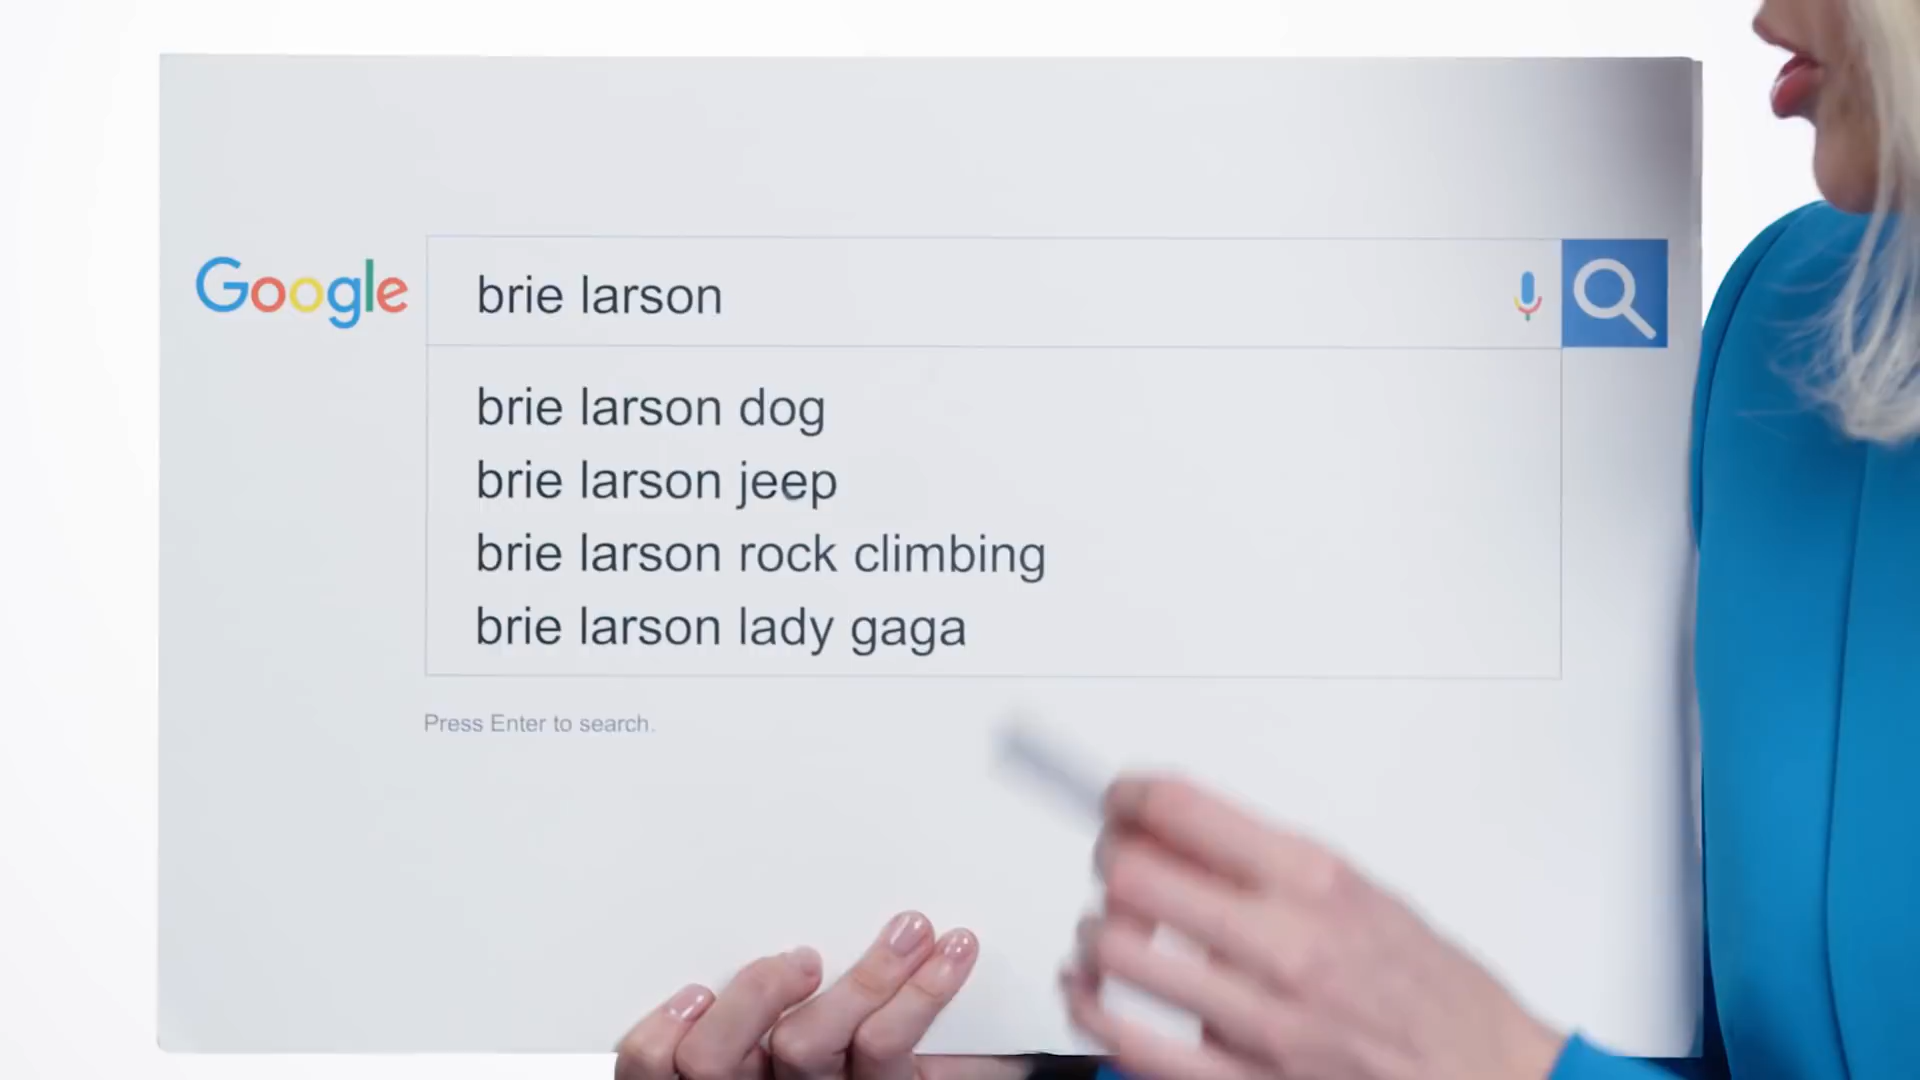 Google brie larson
brie larson dog
brie larson jeep
brie larson rock climbing
brie larson lady gaga
Press Enter to search.